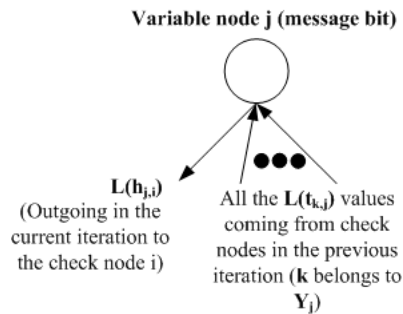 Variable node j (message bit)
L(hj,i)
(Outgoing in the
current iteration to
the check node i)
All the L(tk,j) values
coming from check
nodes in the previous
iteration (k belongs to
Yj)